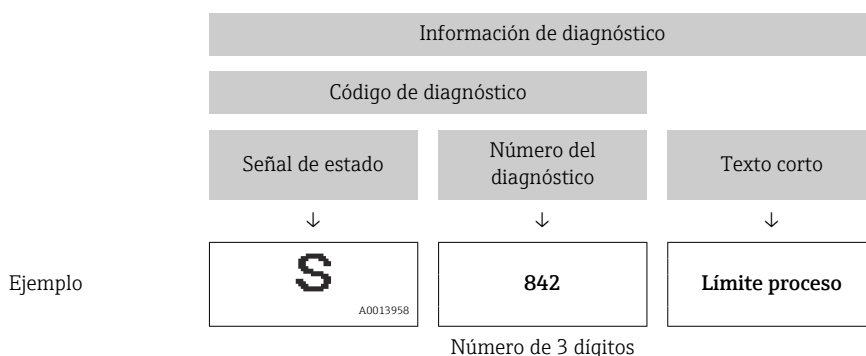 Información de diagnóstico
Código de diagnóstico
Señal de estado
Número del
diagnóstico
Texto corto
↓ ↓ ↓
Ejemplo
S
A0013958
842
Límite proceso
Número de 3 dígitos